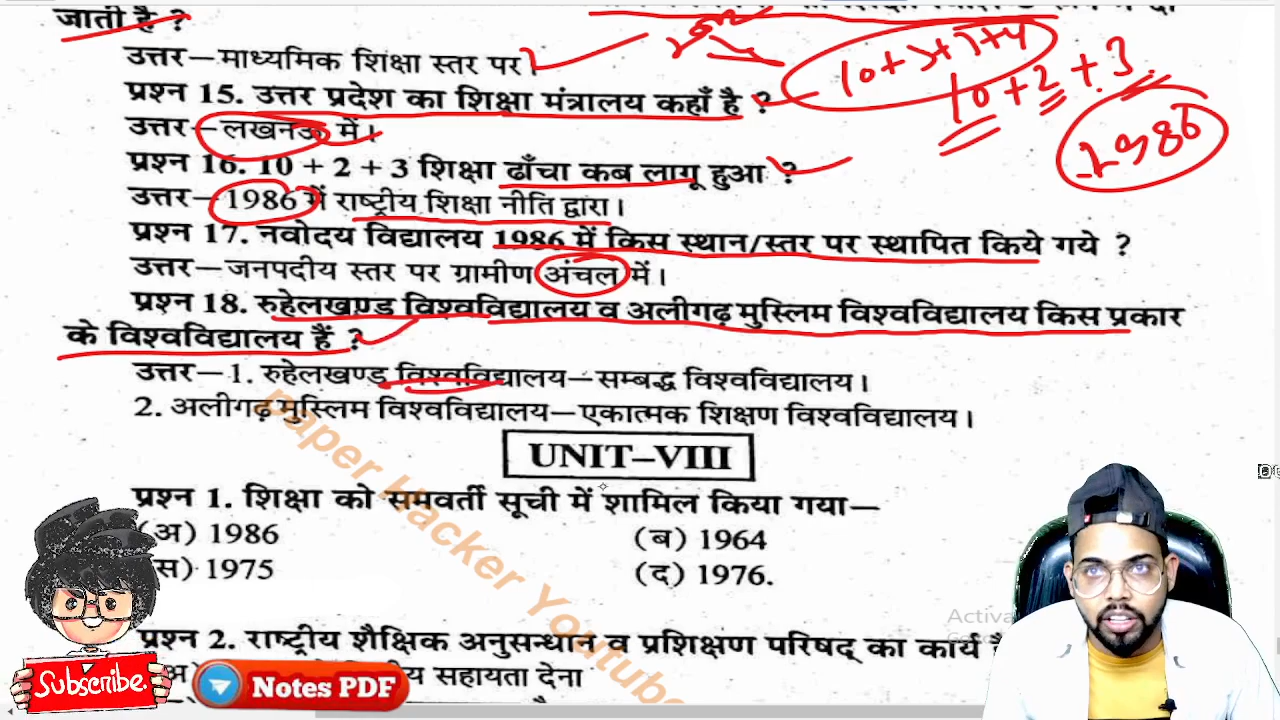 जाती है ?
उत्तर—माध्यमिक शिक्षा स्तर पर।
10+
10+2+3
प्रश्न 15. उत्तर प्रदेश का शिक्षा मंत्रालय कहाँ है ?
1986
उत्तर—लखनऊ में।
प्रश्न 16. 10 + 2 + 3 शिक्षा ढाँचा कब लागू हुआ ?
उत्तर—1986 में राष्ट्रीय शिक्षा नीति द्वारा।
प्रश्न 17. नवोदय विद्यालय 1986 में किस स्थान/स्तर पर स्थापित किये गये ?
उत्तर—जनपदीय स्तर पर ग्रामीण अंचल में।
प्रश्न 18. रुहेलखण्ड विश्वविद्यालय व अलीगढ़ मुस्लिम विश्वविद्यालय किस प्रकार
के विश्वविद्यालय हैं ?
उत्तर—1. रुहेलखण्ड विश्वविद्यालय—सम्बद्ध विश्वविद्यालय।
2. अलीगढ़ मुस्लिम विश्वविद्यालय—एकात्मक शिक्षण विश्वविद्यालय।
Paper Hacker Youtube
UNIT–VIII
प्रश्न 1. शिक्षा को समवर्ती सूची में शामिल किया गया—
(अ) 1986 (ब) 1964
(स) 1975 (द) 1976.
प्रश्न 2. राष्ट्रीय शैक्षिक अनुसन्धान व प्रशिक्षण परिषद् का कार्य है
सहायता देना
Subscribe.
Notes PDF